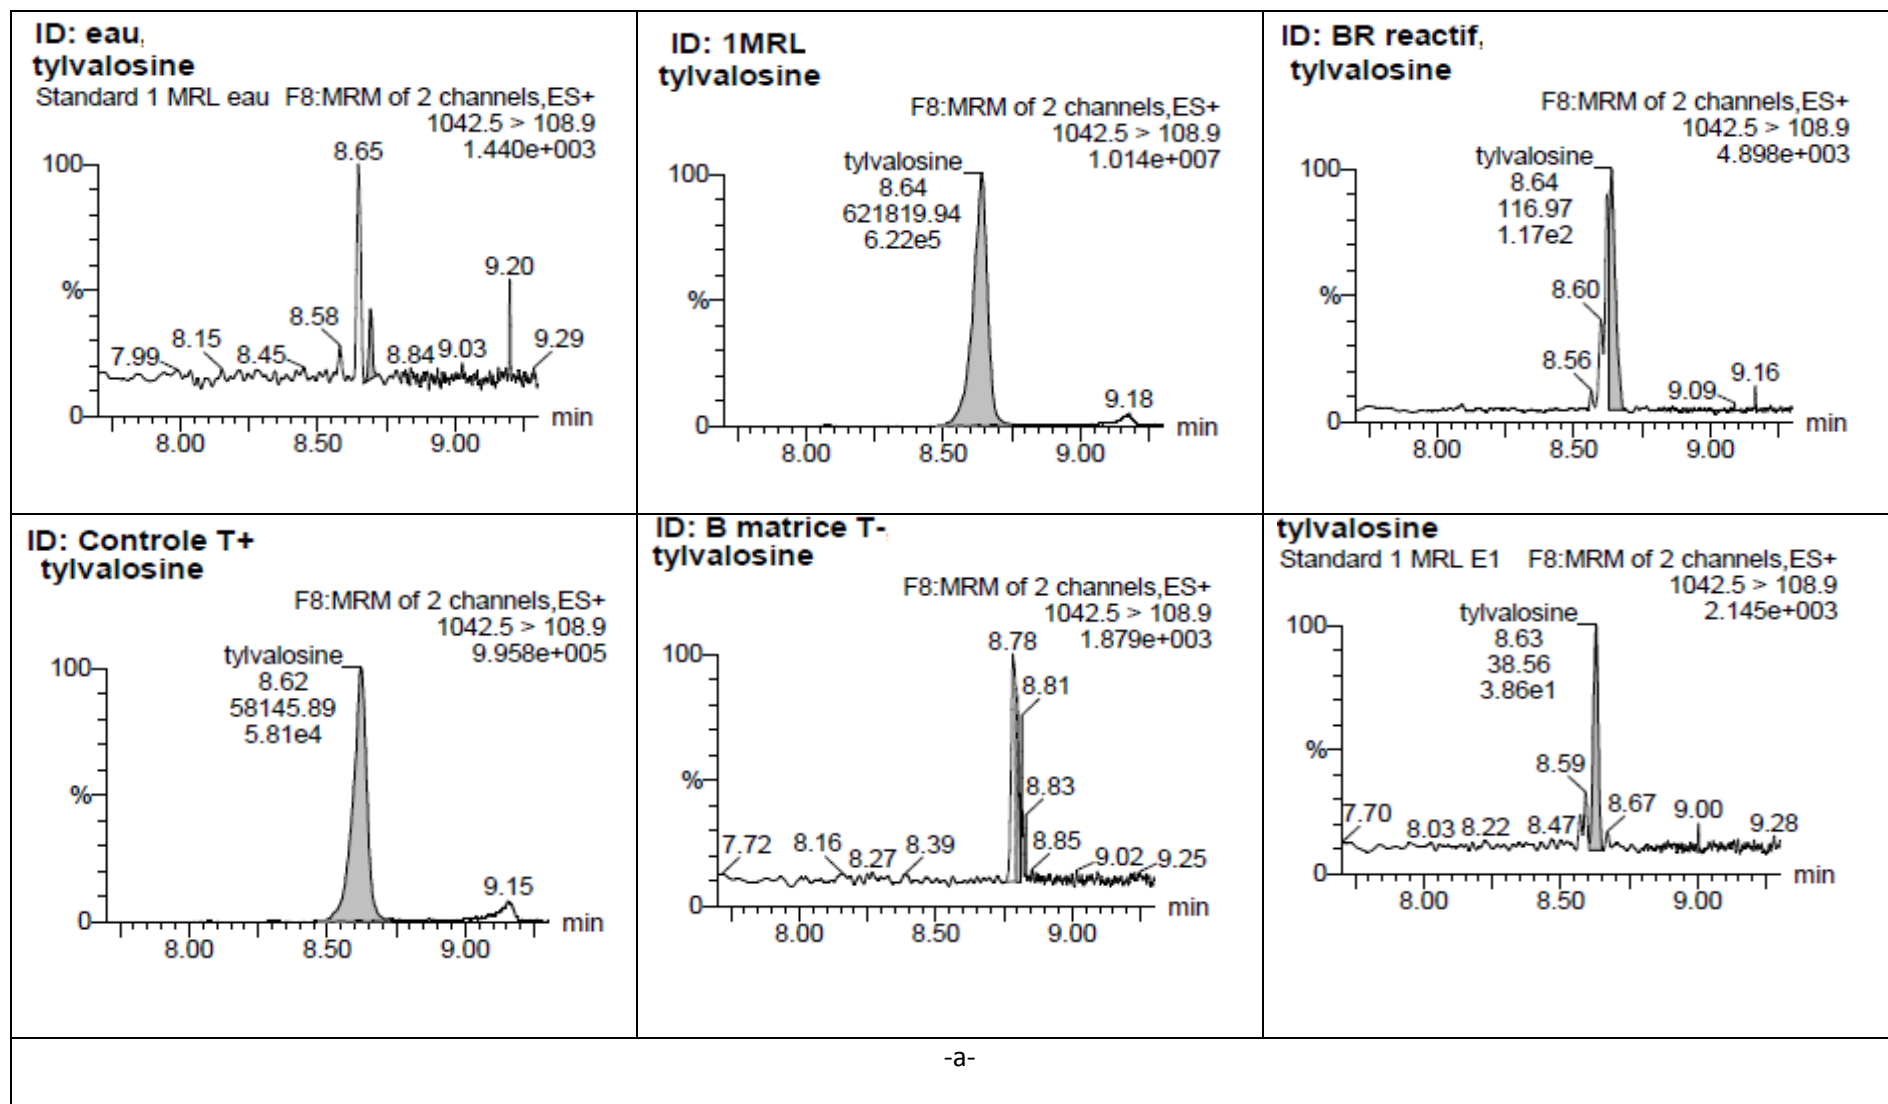 ID: eau,
tylvalosine
Standard 1 MRL eau F8:MRM of 2 channels,ES+
1042.5 > 108.9
1.440e+003
8.65
100
9.20
%
8.58
7.99
8.15
8.45
8.84
9.03
9.29
0
min
8.00
8.50
9.00
ID: 1MRL
tylvalosine
F8:MRM of 2 channels,ES+
1042.5 > 108.9
1.014e+007
tylvalosine
8.64
621819.94
6.22e5
100
%
9.18
0
min
8.00
8.50
9.00
ID: BR reactif,
tylvalosine
F8:MRM of 2 channels,ES+
1042.5 > 108.9
4.898e+003
tylvalosine
8.64
116.97
1.17e2
100
8.60
%
8.56
9.09
9.16
0
min
8.00
8.50
9.00
ID: Controle T+
tylvalosine
F8:MRM of 2 channels,ES+
1042.5 > 108.9
9.958e+005
tylvalosine
8.62
58145.89
5.81e4
100
%
9.15
0
min
8.00
8.50
9.00
ID: B matrice T-,
tylvalosine
F8:MRM of 2 channels,ES+
1042.5 > 108.9
1.879e+003
8.78
100
8.81
%
8.83
7.72
8.16
8.27
8.39
8.85
9.02
9.25
0
min
8.00
8.50
9.00
tylvalosine
Standard 1 MRL E1 F8:MRM of 2 channels,ES+
1042.5 > 108.9
2.145e+003
tylvalosine
8.63
38.56
3.86e1
100
%
8.59
7.70
8.03
8.22
8.47
8.67
9.00
9.28
0
min
8.00
8.50
9.00
-a-